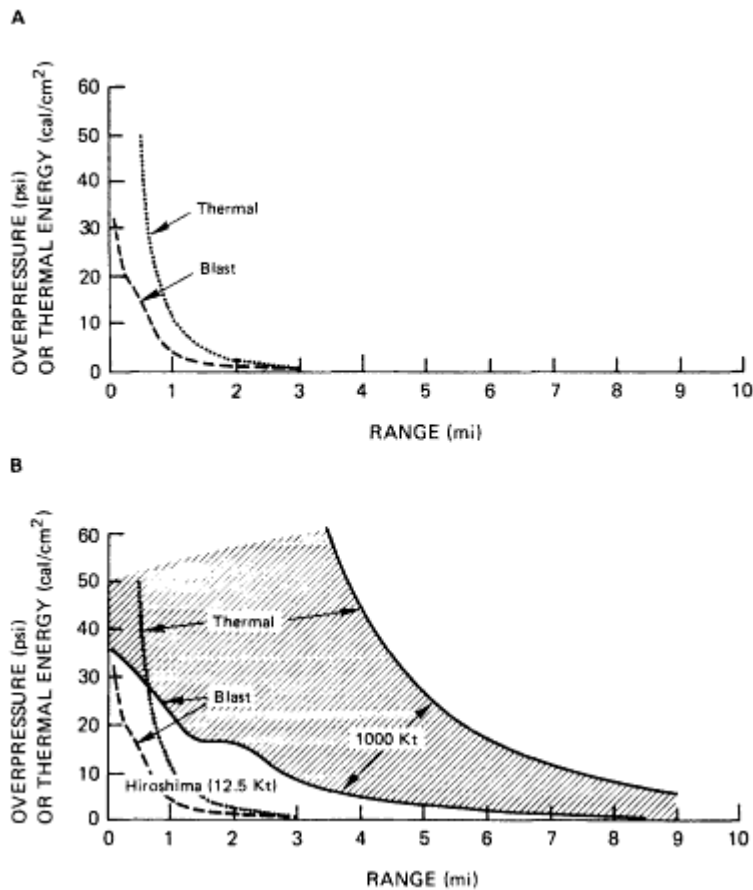 A
60
50
40
30
20
10
0
OVERPRESSURE (psi)
OR THERMAL ENERGY (cal/cm²)
Thermal
Blast
0 1 2 3 4 5 6 7 8 9 10
RANGE (mi)
B
60
50
40
30
20
10
0
OVERPRESSURE (psi)
OR THERMAL ENERGY (cal/cm²)
Thermal
Blast
1000 Kt
Hiroshima (12.5 Kt)
0 1 2 3 4 5 6 7 8 9 10
RANGE (mi)